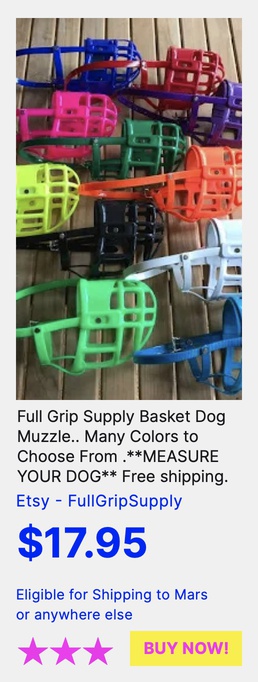 Full Grip Supply Basket Dog
Muzzle.. Many Colors to
Choose From .**MEASURE
YOUR DOG** Free shipping.
Etsy - FullGripSupply
$17.95
Eligible for Shipping to Mars
or anywhere else
BUY NOW!